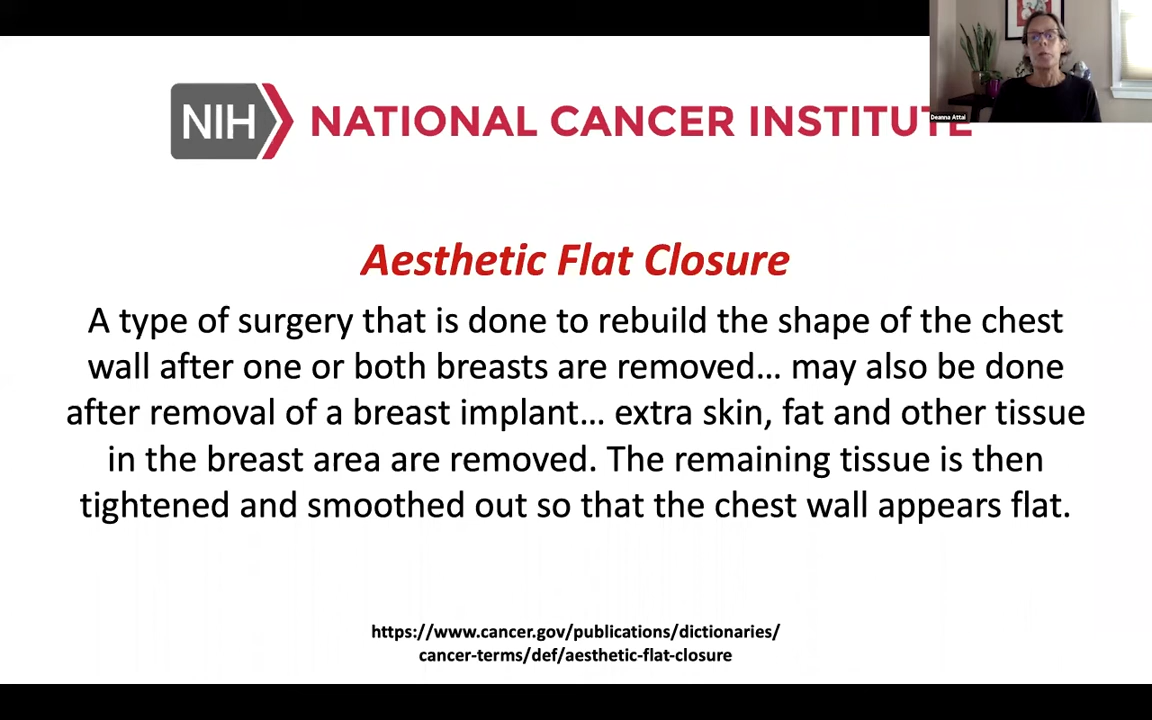 NIH NATIONAL CANCER INSTITUTE
Deanna Attai
Aesthetic Flat Closure
A type of surgery that is done to rebuild the shape of the chest
wall after one or both breasts are removed... may also be done
after removal of a breast implant... extra skin, fat and other tissue
in the breast area are removed. The remaining tissue is then
tightened and smoothed out so that the chest wall appears flat.
https://www.cancer.gov/publications/dictionaries/
cancer-terms/def/aesthetic-flat-closure